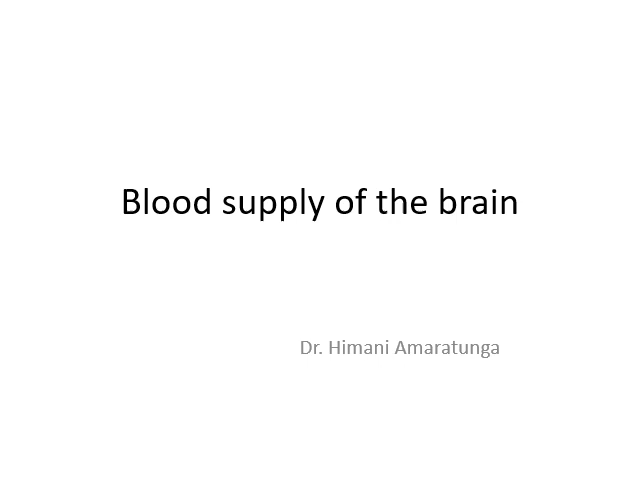 Blood supply of the brain
Dr. Himani Amaratunga